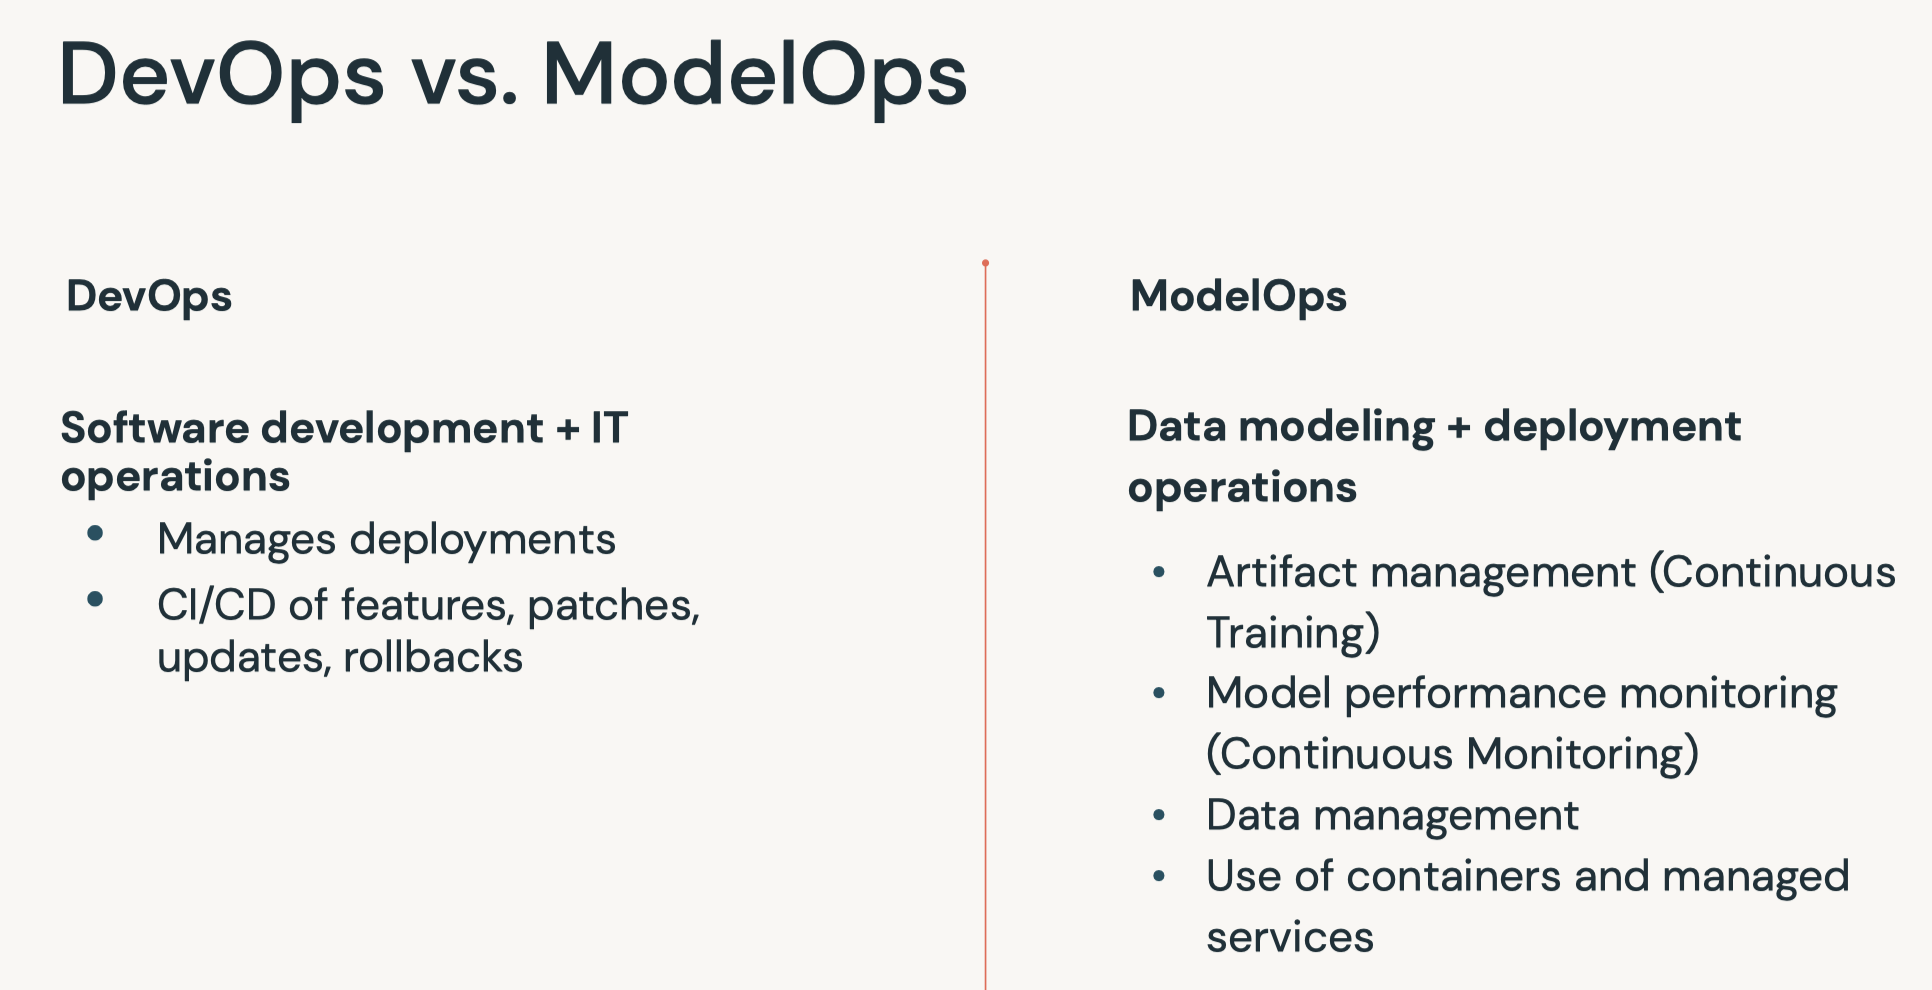 DevOps vs. ModelOps
DevOps
Software development + IT
operations
• Manages deployments
• CI/CD of features, patches,
updates, rollbacks
ModelOps
Data modeling + deployment
operations
• Artifact management (Continuous
Training)
• Model performance monitoring
(Continuous Monitoring)
• Data management
• Use of containers and managed
services